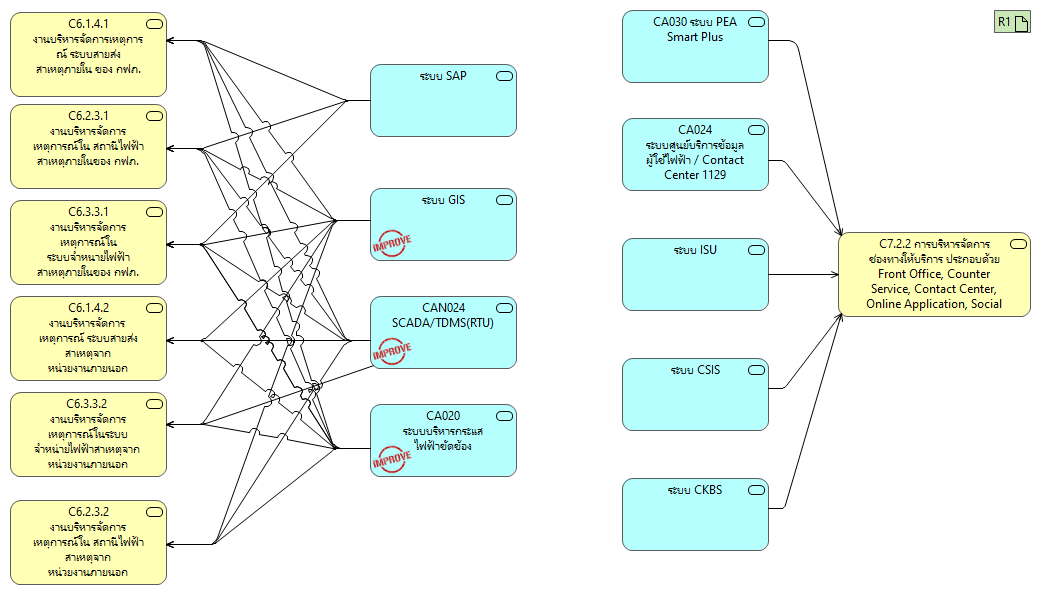 C6.1.4.1
งานบริหารจัดการเหตุการ
ณ์ ระบบสายส่ง
สาเหตุภายใน ของ กฟภ.
C6.2.3.1
งานบริหารจัดการ
เหตุการณ์ใน สถานีไฟฟ้า
สาเหตุภายในของ กฟภ.
C6.3.3.1
งานบริหารจัดการ
เหตุการณ์ใน
ระบบจำหน่ายไฟฟ้า
สาเหตุภายในของ กฟภ.
C6.1.4.2
งานบริหารจัดการ
เหตุการณ์ ระบบสายส่ง
สาเหตุจาก
หน่วยงานภายนอก
C6.3.3.2
งานบริหารจัดการ
เหตุการณ์ในระบบ
จำหน่ายไฟฟ้าสาเหตุจาก
หน่วยงานภายนอก
C6.2.3.2
งานบริหารจัดการ
เหตุการณ์ใน สถานีไฟฟ้า
สาเหตุจาก
หน่วยงานภายนอก
ระบบ SAP
ระบบ GIS
IMPROVE
CAN024
SCADA/TDMS(RTU)
IMPROVE
CA020
ระบบบริหารกระแส
ไฟฟ้าขัดข้อง
IMPROVE
CA030 ระบบ PEA
Smart Plus
CA024
ระบบศูนย์บริการข้อมูล
ผู้ใช้ไฟฟ้า / Contact
Center 1129
ระบบ ISU
ระบบ CSIS
ระบบ CKBS
C7.2.2 การบริหารจัดการ
ช่องทางให้บริการ ประกอบด้วย
Front Office, Counter
Service, Contact Center,
Online Application, Social
R1